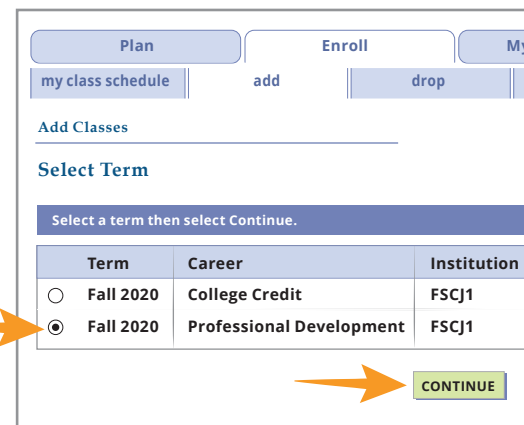 Plan Enroll My
my class schedule add drop
Add Classes
Select Term
Select a term then select Continue.
Term Career Institution
Fall 2020 College Credit FSCJ1
Fall 2020 Professional Development FSCJ1
CONTINUE